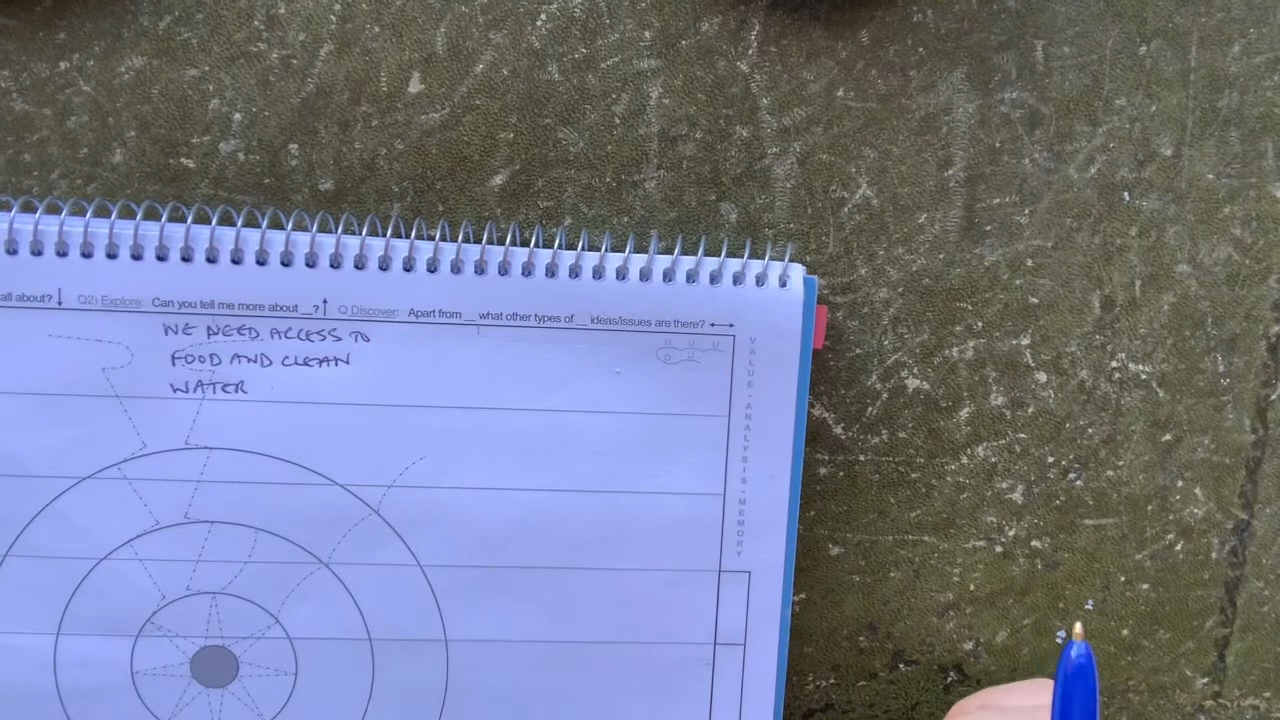 all about? ↓ Q2) Explore: Can you tell me more about __? ↑ Q Discover: Apart from __ what other types of __ ideas/issues are there? ↔
WE NEED ACCESS TO
FOOD AND CLEAN
WATER
U U U
D U
VALUE-ANALYSIS-MEMORY